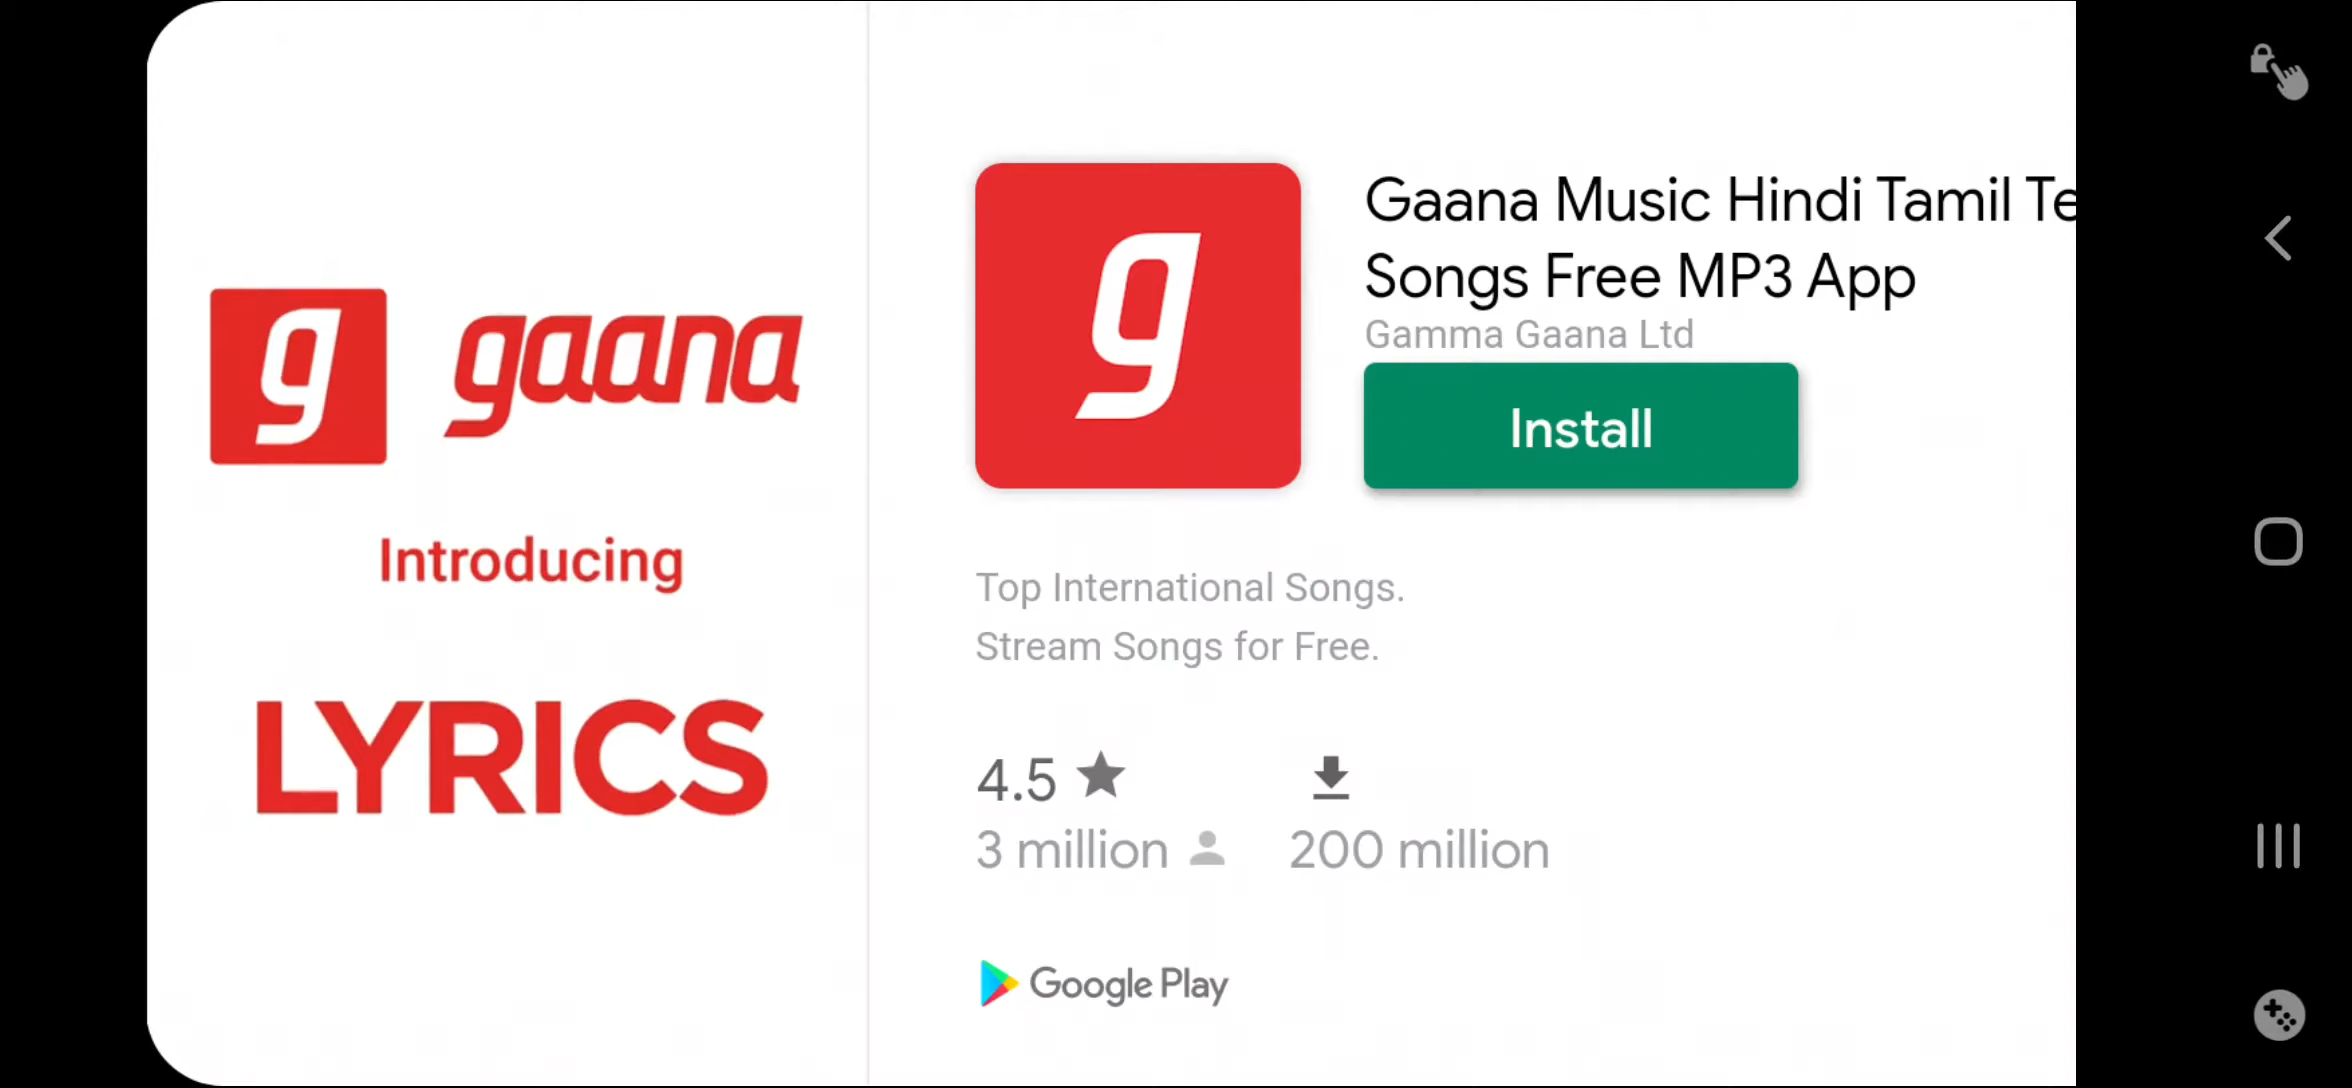 g gaana
Introducing
LYRICS
g
Gaana Music Hindi Tamil Te
Songs Free MP3 App
Gamma Gaana Ltd
Install
Top International Songs.
Stream Songs for Free.
4.5
3 million 200 million
Google Play